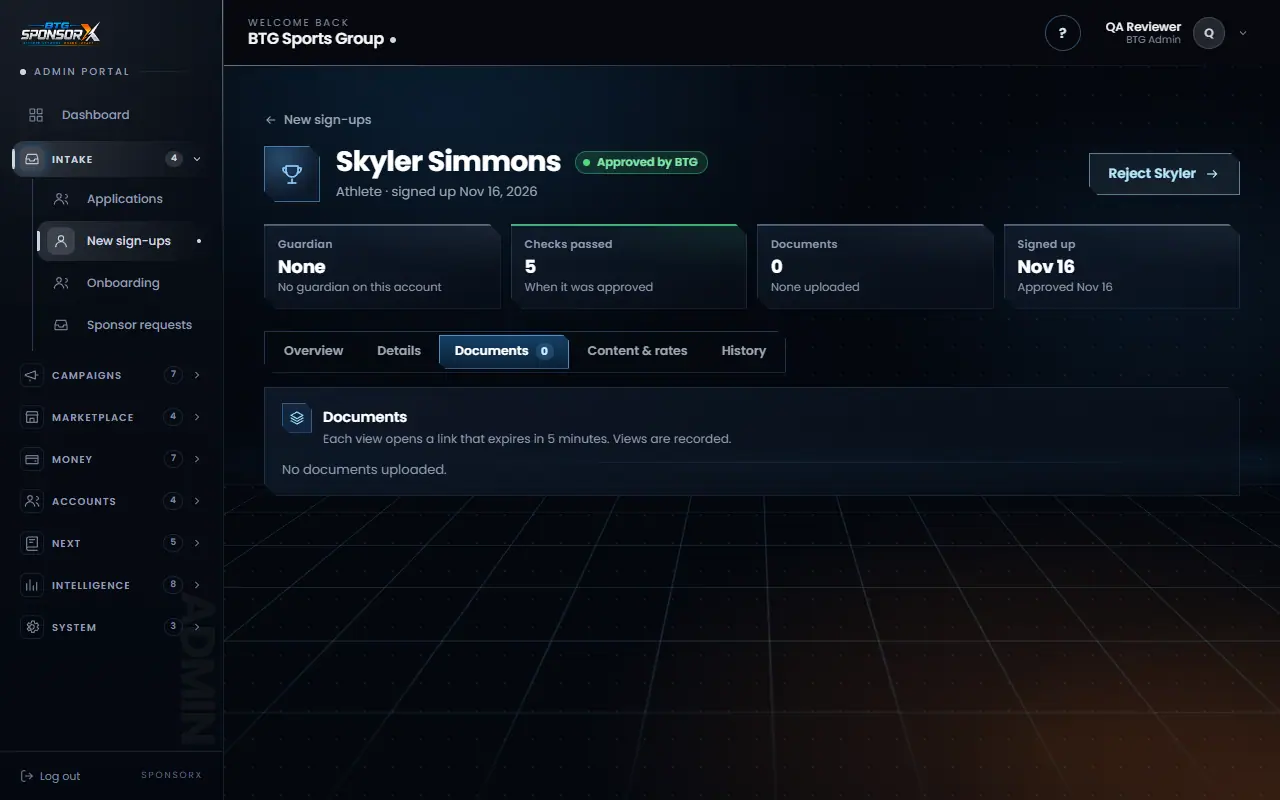 BTG
SPONSORX
ADMIN PORTAL
Dashboard
INTAKE 4
Applications
New sign-ups
Onboarding
Sponsor requests
CAMPAIGNS 7
MARKETPLACE 4
MONEY 7
ACCOUNTS 4
NEXT 5
INTELLIGENCE 8
SYSTEM 3
ADMIN
Log out
SPONSORX
WELCOME BACK
BTG Sports Group
?
QA Reviewer
BTG Admin
Q
← New sign-ups
Skyler Simmons
Approved by BTG
Athlete · signed up Nov 16, 2026
Reject Skyler →
Guardian
None
No guardian on this account
Checks passed
5
When it was approved
Documents
0
None uploaded
Signed up
Nov 16
Approved Nov 16
Overview Details Documents 0 Content & rates History
Documents
Each view opens a link that expires in 5 minutes. Views are recorded.
No documents uploaded.